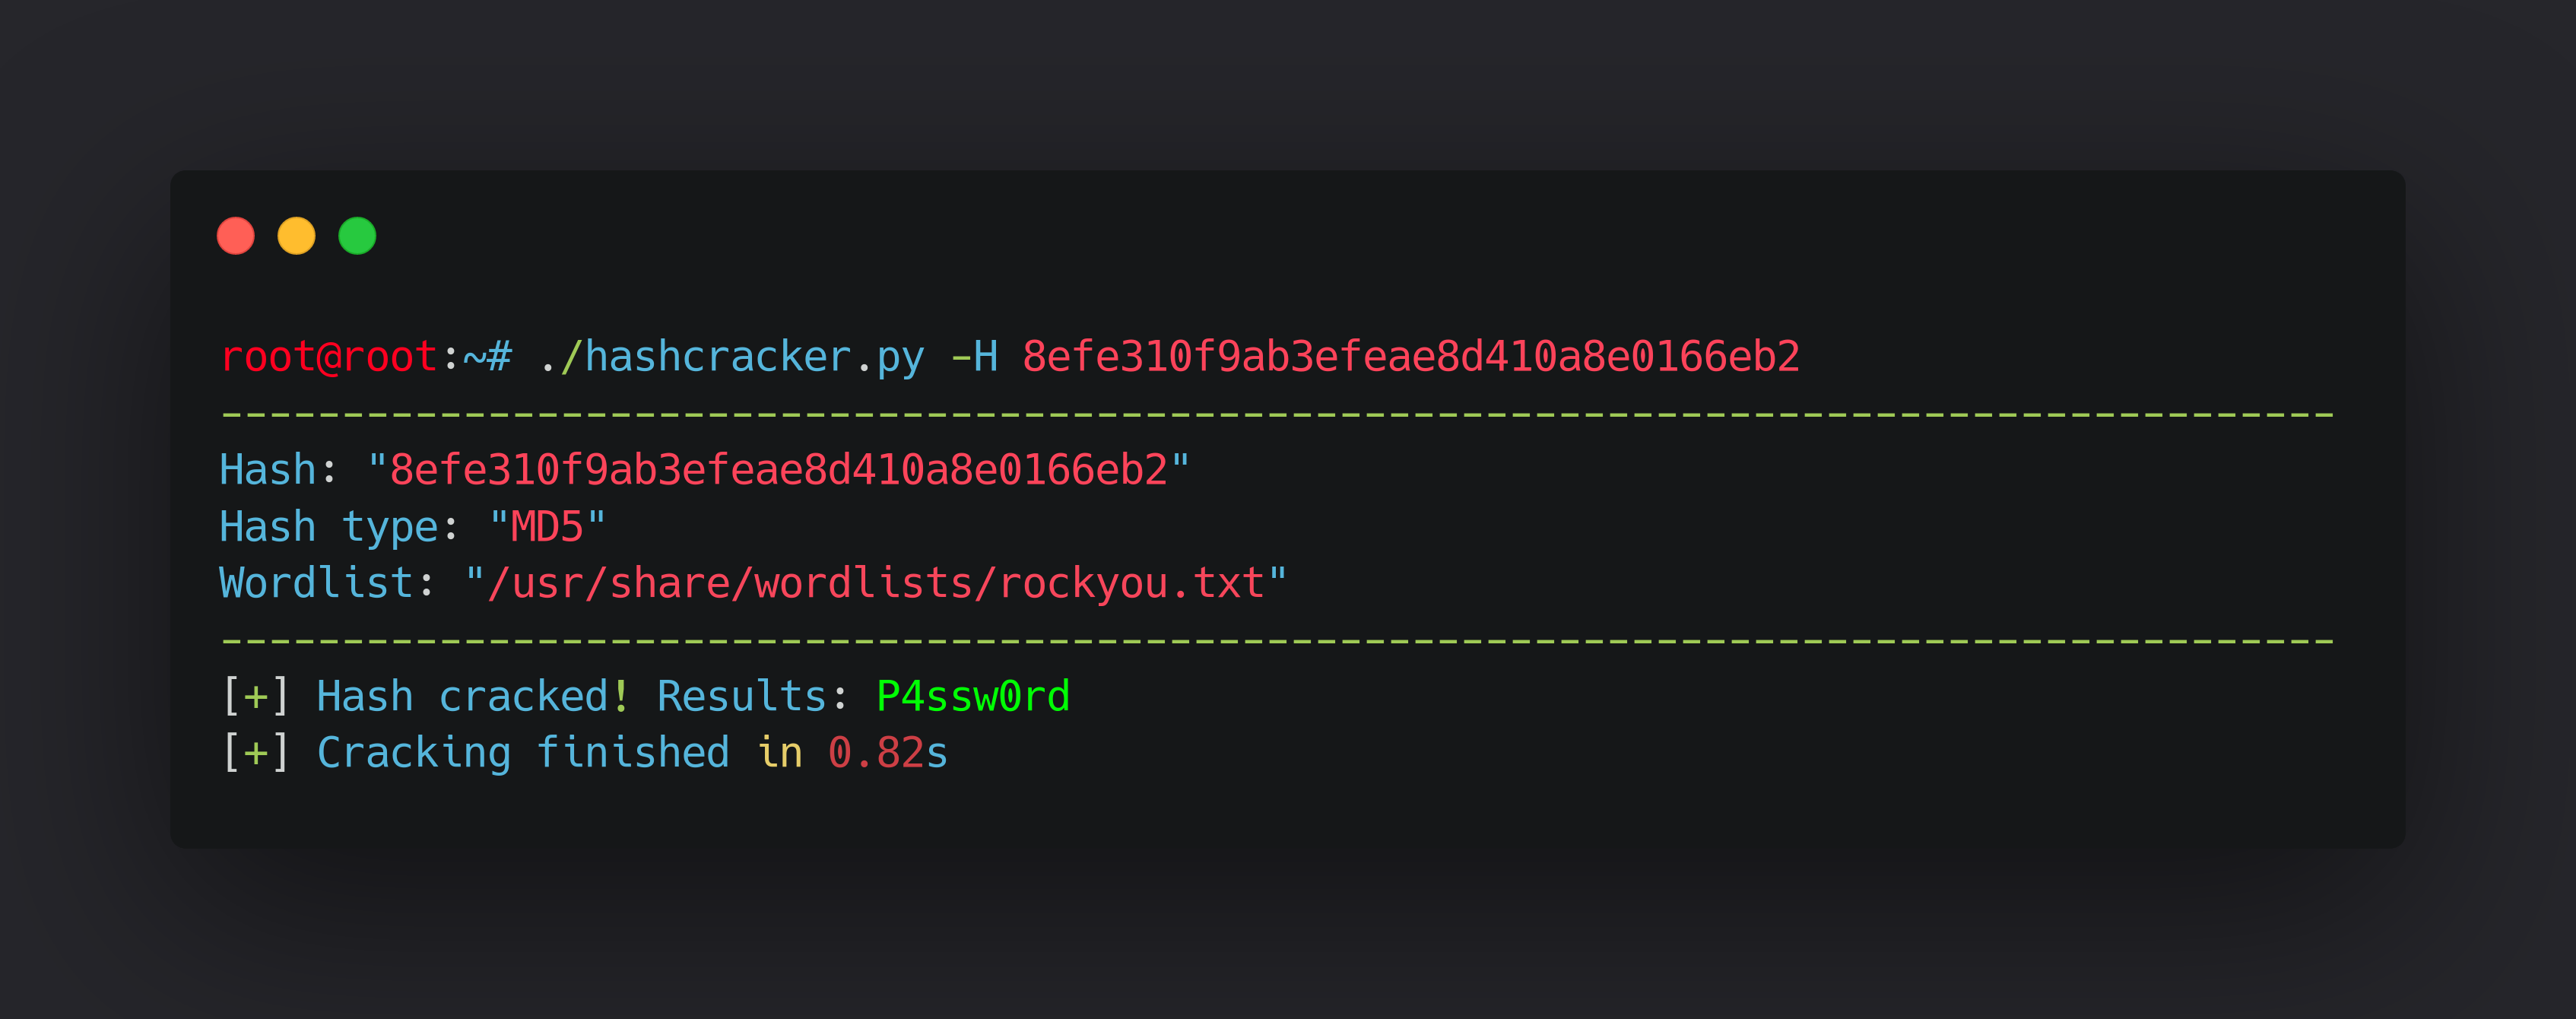 root@root:~# ./hashcracker.py -H 8efe310f9ab3efeae8d410a8e0166eb2
---------------------------------------------------------------------------------------
Hash: "8efe310f9ab3efeae8d410a8e0166eb2"
Hash type: "MD5"
Wordlist: "/usr/share/wordlists/rockyou.txt"
---------------------------------------------------------------------------------------
[+] Hash cracked! Results: P4ssw0rd
[+] Cracking finished in 0.82s